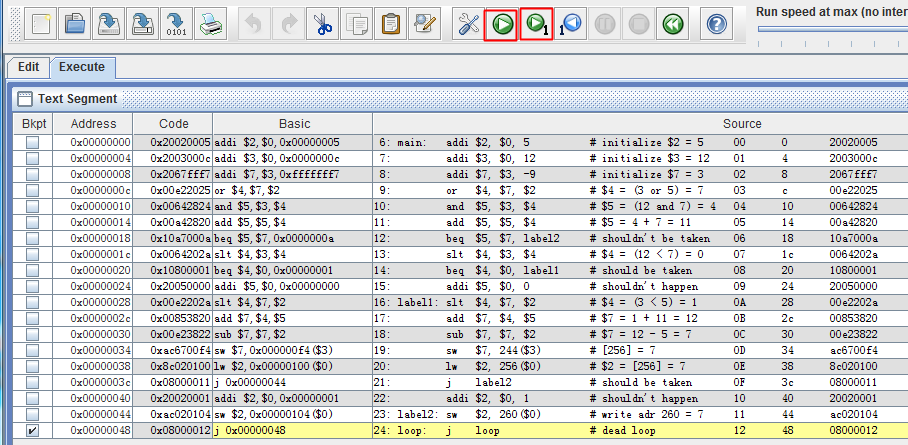 Run speed at max (no inter
0101
1
1
?
Edit Execute
Text Segment
Bkpt Address Code Basic Source
0x00000000 0x20020005 addi $2,$0,0x00000005 6: main: addi $2, $0, 5 # initialize $2 = 5 00 0 20020005
0x00000004 0x2003000c addi $3,$0,0x0000000c 7: addi $3, $0, 12 # initialize $3 = 12 01 4 2003000c
0x00000008 0x2067fff7 addi $7,$3,0xfffffff7 8: addi $7, $3, -9 # initialize $7 = 3 02 8 2067fff7
0x0000000c 0x00e22025 or $4,$7,$2 9: or $4, $7, $2 # $4 = (3 or 5) = 7 03 c 00e22025
0x00000010 0x00642824 and $5,$3,$4 10: and $5, $3, $4 # $5 = (12 and 7) = 4 04 10 00642824
0x00000014 0x00a42820 add $5,$5,$4 11: add $5, $5, $4 # $5 = 4 + 7 = 11 05 14 00a42820
0x00000018 0x10a7000a beq $5,$7,0x0000000a 12: beq $5, $7, label2 # shouldn't be taken 06 18 10a7000a
0x0000001c 0x0064202a slt $4,$3,$4 13: slt $4, $3, $4 # $4 = (12 < 7) = 0 07 1c 0064202a
0x00000020 0x10800001 beq $4,$0,0x00000001 14: beq $4, $0, label1 # should be taken 08 20 10800001
0x00000024 0x20050000 addi $5,$0,0x00000000 15: addi $5, $0, 0 # shouldn't happen 09 24 20050000
0x00000028 0x00e2202a slt $4,$7,$2 16: label1: slt $4, $7, $2 # $4 = (3 < 5) = 1 0A 28 00e2202a
0x0000002c 0x00853820 add $7,$4,$5 17: add $7, $4, $5 # $7 = 1 + 11 = 12 0B 2c 00853820
0x00000030 0x00e23822 sub $7,$7,$2 18: sub $7, $7, $2 # $7 = 12 - 5 = 7 0C 30 00e23822
0x00000034 0xac6700f4 sw $7,0x000000f4($3) 19: sw $7, 244($3) # [256] = 7 0D 34 ac6700f4
0x00000038 0x8c020100 lw $2,0x00000100($0) 20: lw $2, 256($0) # $2 = [256] = 7 0E 38 8c020100
0x0000003c 0x08000011 j 0x00000044 21: j label2 # should be taken 0F 3c 08000011
0x00000040 0x20020001 addi $2,$0,0x00000001 22: addi $2, $0, 1 # shouldn't happen 10 40 20020001
0x00000044 0xac020104 sw $2,0x00000104($0) 23: label2: sw $2, 260($0) # write adr 260 = 7 11 44 ac020104
0x00000048 0x08000012 j 0x00000048 24: loop: j loop # dead loop 12 48 08000012